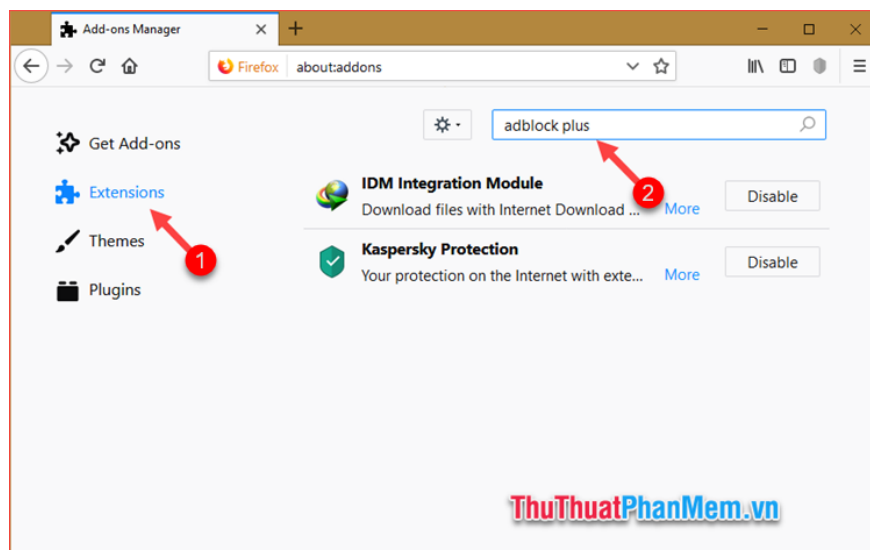 Add-ons Manager
Firefox about:addons
adblock plus
Get Add-ons
Extensions
Themes
Plugins
1
2
IDM Integration Module
Download files with Internet Download ... More
Disable
Kaspersky Protection
Your protection on the Internet with exte... More
Disable
ThuThuatPhanMem.vn